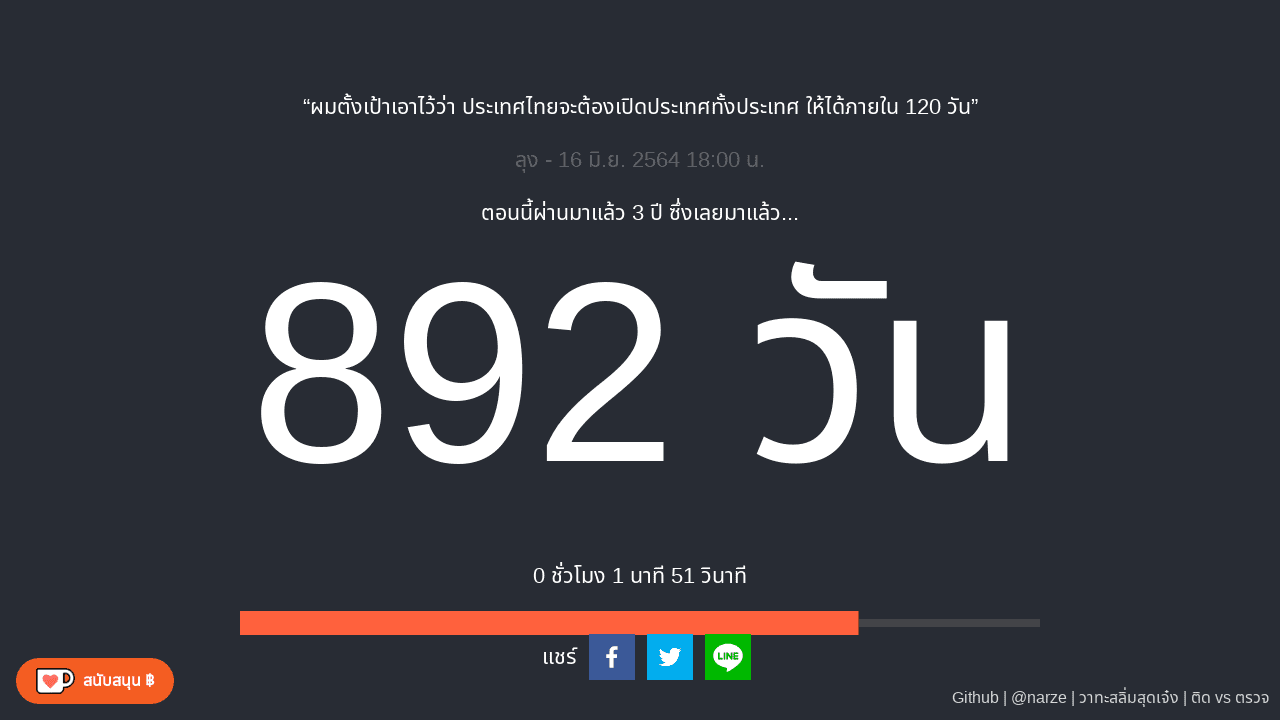 “ผมตั้งเป้าเอาไว้ว่า ประเทศไทยจะต้องเปิดประเทศทั้งประเทศ ให้ได้ภายใน 120 วัน”
ลุง - 16 มิ.ย. 2564 18:00 น.
ตอนนี้ผ่านมาแล้ว 3 ปี ซึ่งเลยมาแล้ว...
892 วัน
0 ชั่วโมง 1 นาที 51 วินาที
แชร์
LINE
สนับสนุน ฿
Github | @narze | วาทะสลิ่มสุดเจ๋ง | ติด vs ตรวจ